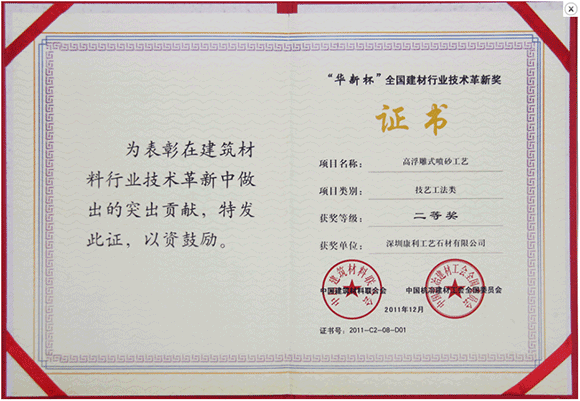 为表彰在建筑材
料行业技术革新中做
出的突出贡献，特发
此证，以资鼓励。
“华新杯”全国建材行业技术革新奖
证书
项目名称： 高浮雕式喷砂工艺
项目类别： 技艺工法类
获奖等级： 二等奖
获奖单位： 深圳康利工艺石材有限公司
中国建筑材料联合会 中国机冶建材工会全国委员会
2011年12月
证书号：2011-C2-08-D01